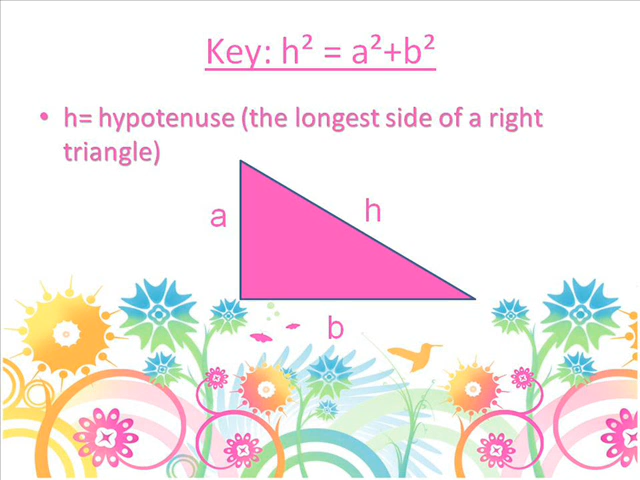 Key: h² = a²+b²
• h= hypotenuse (the longest side of a right
triangle)
a
h
b